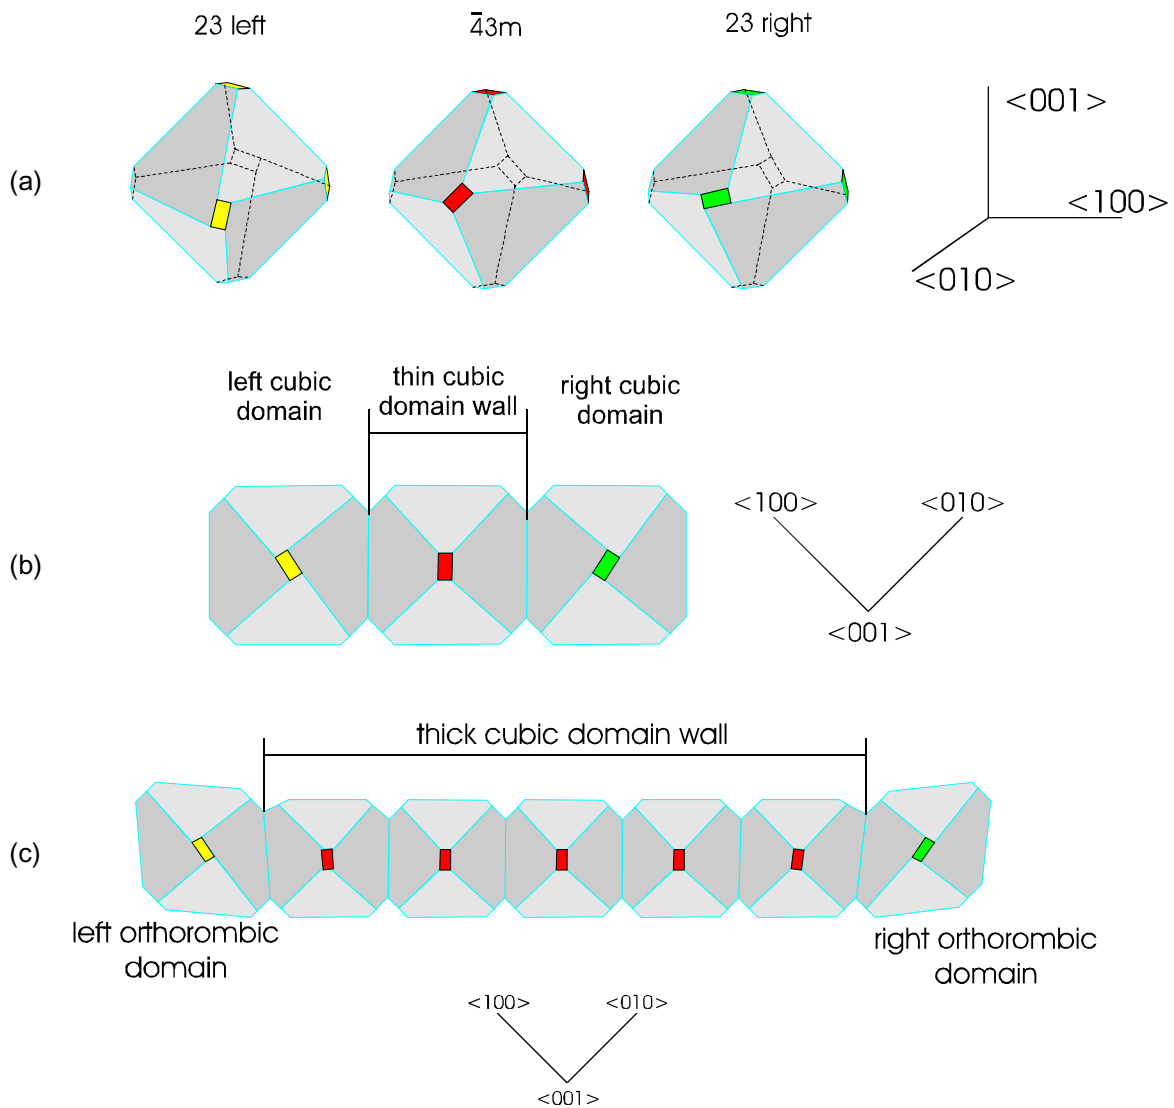 23 left
4̄3m
23 right
<001>
(a)
<100>
<010>
left cubic
domain
thin cubic
domain wall
right cubic
domain
<100>
<010>
(b)
<001>
thick cubic domain wall
(c)
left orthorombic
domain
right orthorombic
domain
<100>
<010>
<001>